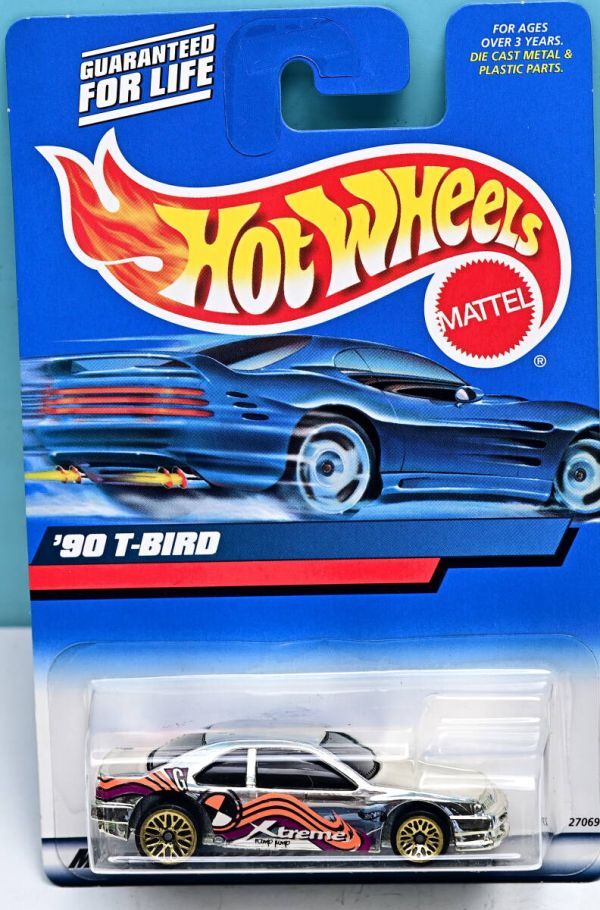 GUARANTEED
FOR LIFE
FOR AGES
OVER 3 YEARS.
DIE CAST METAL &
PLASTIC PARTS.
Hot Wheels
MATTEL
®
'90 T-BIRD
G
Xtreme
27069
M